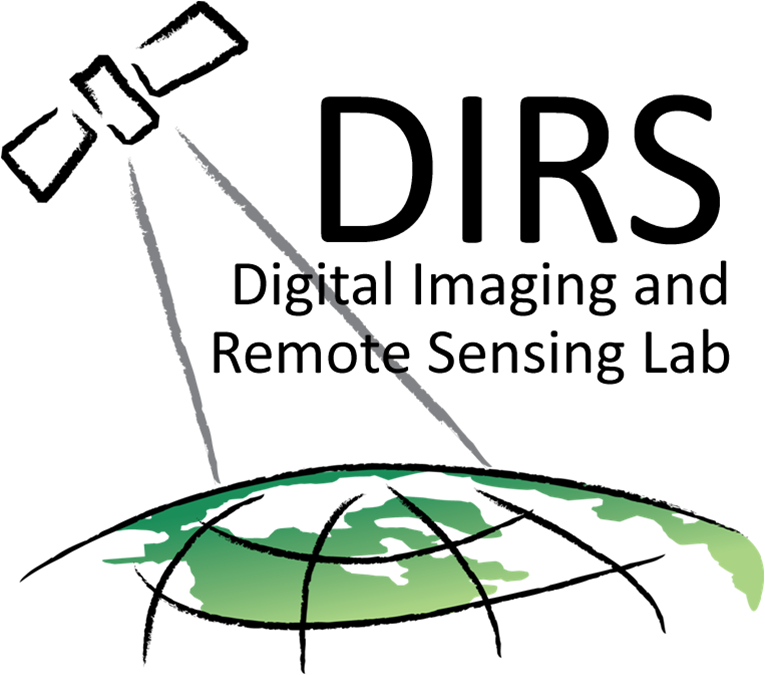 DIRS
Digital Imaging and
Remote Sensing Lab